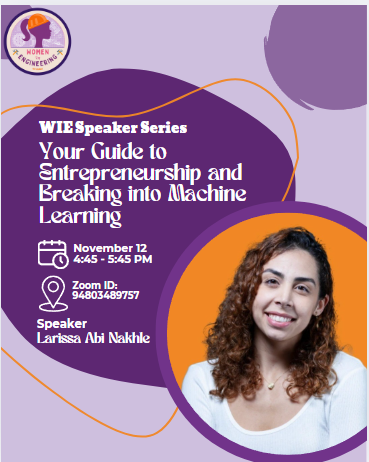 WOMEN
IN
ENGINEERING
WIE Speaker Series
Your Guide to
Entrepreneurship and
Breaking into Machine
Learning
November 12
4:45 - 5:45 PM
Zoom ID:
94803489757
Speaker
Larissa Abi Nakhle